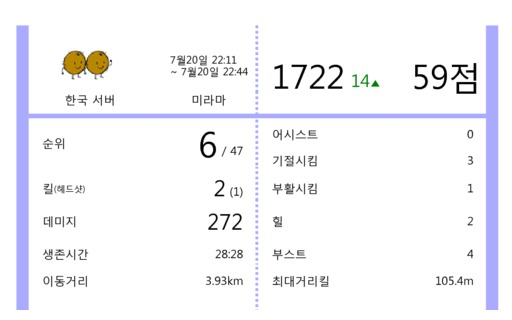 7월20일 22:11
~ 7월20일 22:44
한국 서버
미라마
1722 14▲ 59점
순위 6 / 47
킬(헤드샷) 2 (1)
데미지 272
생존시간 28:28
이동거리 3.93km
어시스트 0
기절시킴 3
부활시킴 1
힐 2
부스트 4
최대거리킬 105.4m